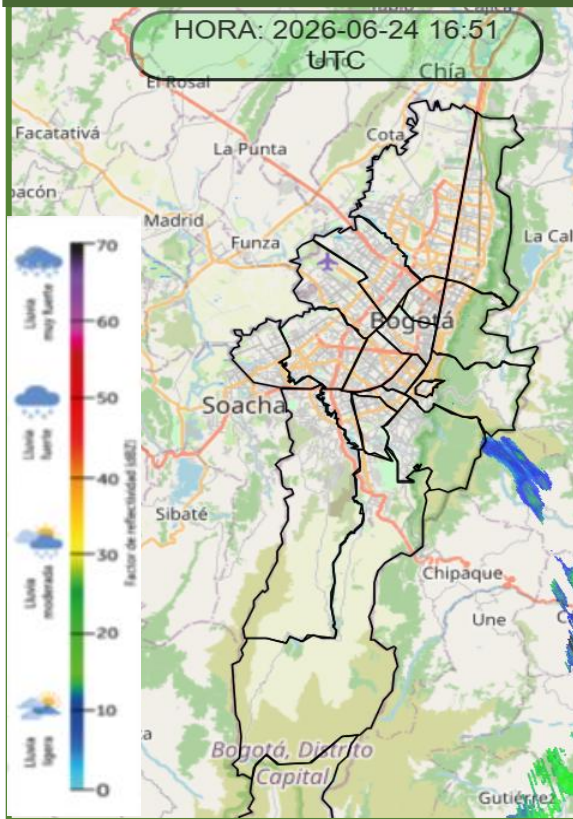 HORA: 2026-06-24 16:51
UTC
Tenjo
Chía
El Rosal
Facatativá
Cota
La Punta
pacón
Madrid
La Cal
Funza
Bogotá
Soacha
Sibaté
Chipaque
Une
C
a
Bogotá, Distrito
Capital
Gutiérrez
70
Lluvia
muy fuerte
60
50
Lluvia
fuerte
40
Factor de reflectividad (dBZ)
30
Lluvia
moderada
20
10
Lluvia
ligera
0